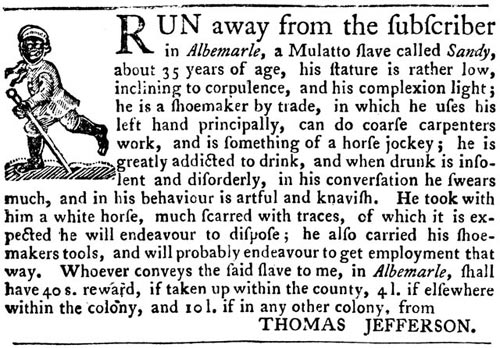 RUN away from the ſubſcriber
in Albemarle, a Mulatto ſlave called Sandy,
about 35 years of age, his ſtature is rather low,
inclining to corpulence, and his complexion light;
he is a ſhoemaker by trade, in which he uſes his
left hand principally, can do coarſe carpenters
work, and is ſomething of a horſe jockey; he is
greatly addicted to drink, and when drunk is inſo-
lent and diſorderly, in his converſation he ſwears
much, and in his behaviour is artful and knaviſh. He took with
him a white horſe, much ſcarred with traces, of which it is ex-
pected he will endeavour to diſpoſe; he alſo carried his ſhoe-
makers tools, and will probably endeavour to get employment that
way. Whoever conveys the ſaid ſlave to me, in Albemarle, ſhall
have 40 s. reward, if taken up within the county, 4 l. if elſewhere
within the colony, and 10 l. if in any other colony, from
THOMAS JEFFERSON.